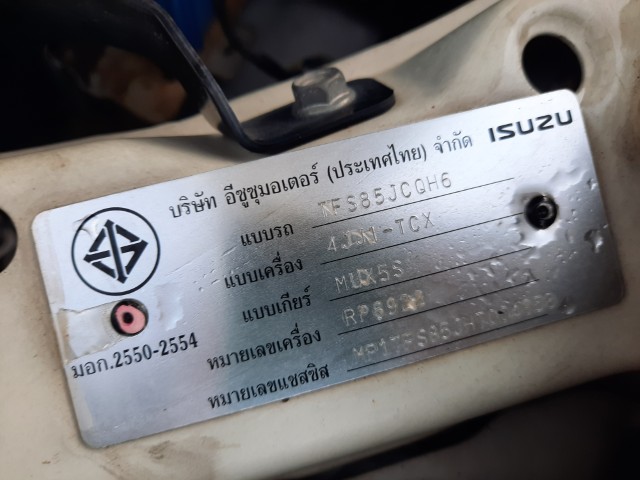 บริษัท อีซูซุมอเตอร์ (ประเทศไทย) จำกัด ISUZU
แบบรถ TFS85JCQH6
แบบเครื่อง
แบบเกียร์ MUX5S
หมายเลขเครื่อง
หมายเลขแชสซิส
มอก.2550-2554